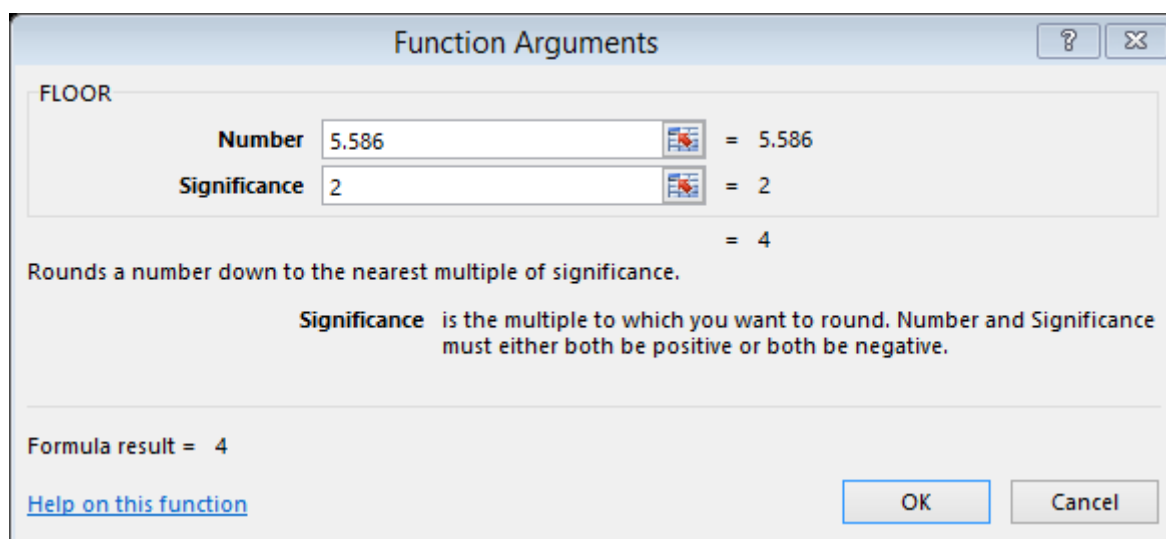 Function Arguments
FLOOR
Number 5.586 = 5.586
Significance 2 = 2
= 4
Rounds a number down to the nearest multiple of significance.
Significance is the multiple to which you want to round. Number and Significance
must either both be positive or both be negative.
Formula result = 4
Help on this function OK Cancel